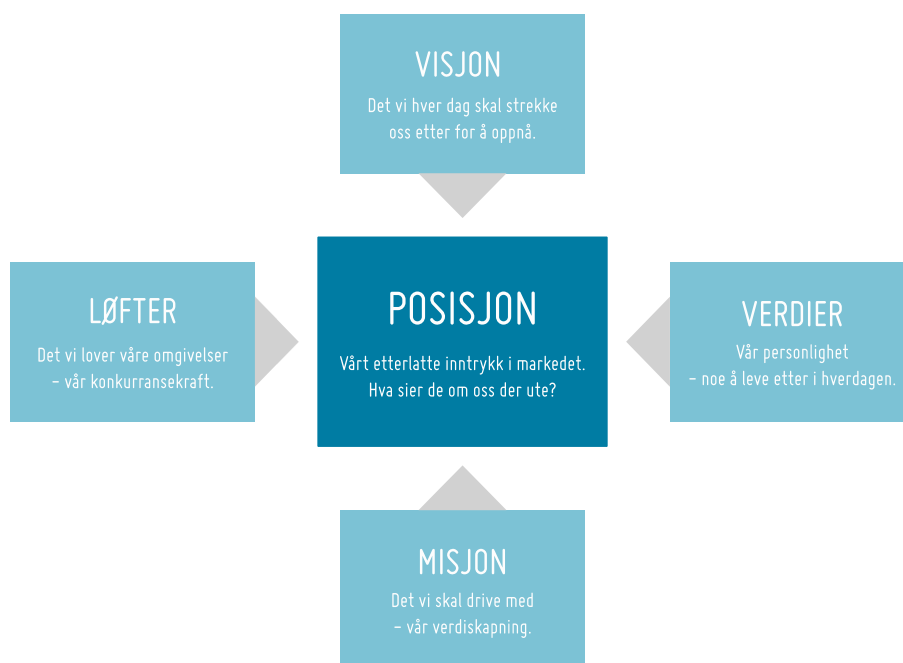 VISJON
Det vi hver dag skal strekke
oss etter for å oppnå.
LØFTER
Det vi lover våre omgivelser
– vår konkurransekraft.
POSISJON
Vårt etterlatte inntrykk i markedet.
Hva sier de om oss der ute?
VERDIER
Vår personlighet
– noe å leve etter i hverdagen.
MISJON
Det vi skal drive med
– vår verdiskapning.